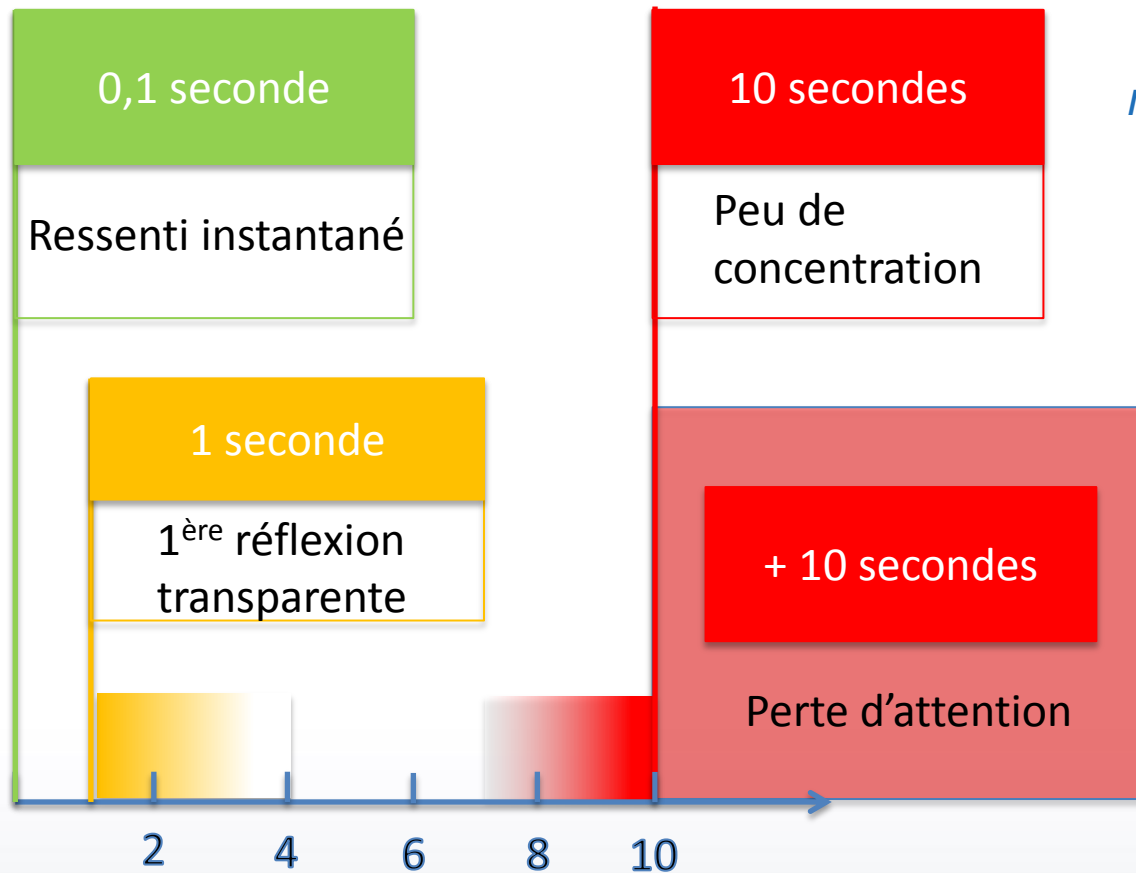 0,1 seconde
Ressenti instantané
10 secondes
Peu de
concentration
1 seconde
1ère réflexion
transparente
+ 10 secondes
Perte d’attention
2 4 6 8 10